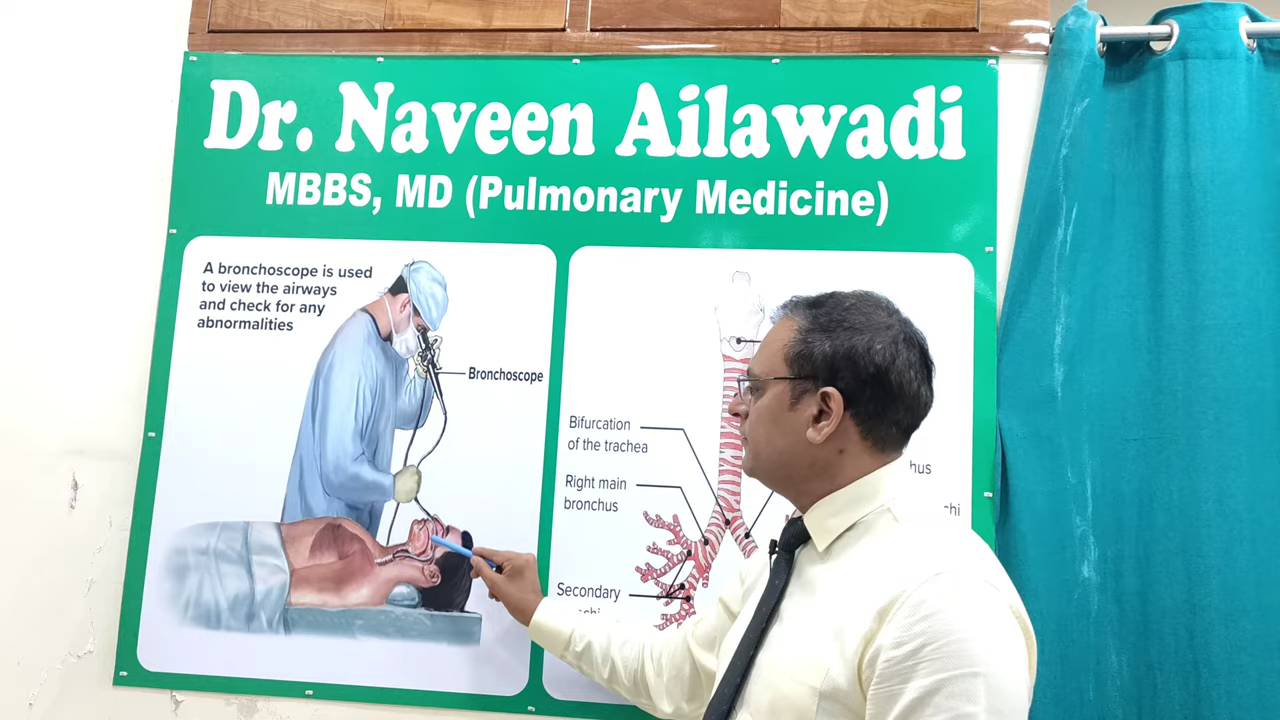 Dr. Naveen Ailawadi
MBBS, MD (Pulmonary Medicine)
A bronchoscope is used
to view the airways
and check for any
abnormalities
Bronchoscope
Bifurcation
of the trachea
Right main
bronchus
Secondary